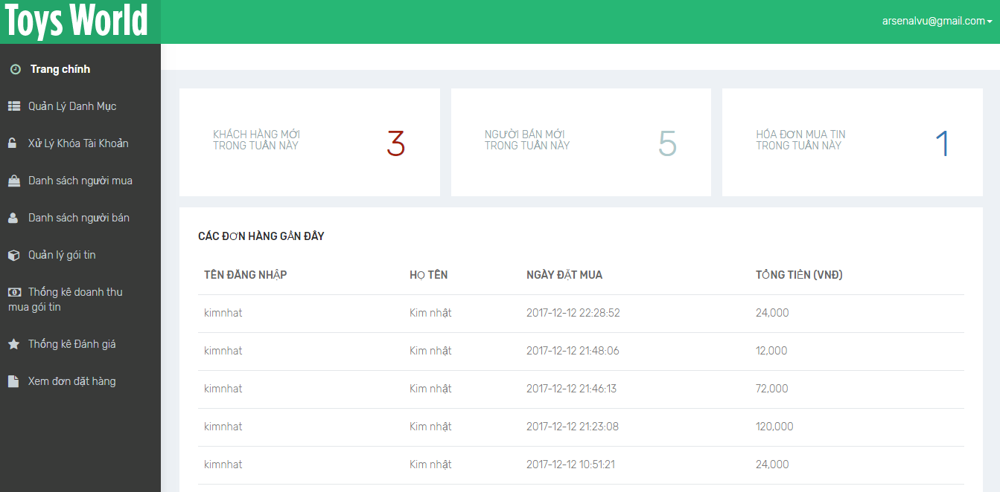 Toys World
arsenalvu@gmail.com
Trang chính
Quản Lý Danh Mục
Xử Lý Khóa Tài Khoản
Danh sách người mua
Danh sách người bán
Quản lý gói tin
Thống kê doanh thu
mua gói tin
Thống kê Đánh giá
Xem đơn đặt hàng
KHÁCH HÀNG MỚI
TRONG TUẦN NÀY
3
NGƯỜI BÁN MỚI
TRONG TUẦN NÀY
5
HÓA ĐƠN MUA TIN
TRONG TUẦN NÀY
1
CÁC ĐƠN HÀNG GẦN ĐÂY
TÊN ĐĂNG NHẬP HỌ TÊN NGÀY ĐẶT MUA TỔNG TIỀN (VNĐ)
kimnhat Kim nhật 2017-12-12 22:28:52 24,000
kimnhat Kim nhật 2017-12-12 21:48:06 12,000
kimnhat Kim nhật 2017-12-12 21:46:13 72,000
kimnhat Kim nhật 2017-12-12 21:23:08 120,000
kimnhat Kim nhật 2017-12-12 10:51:21 24,000